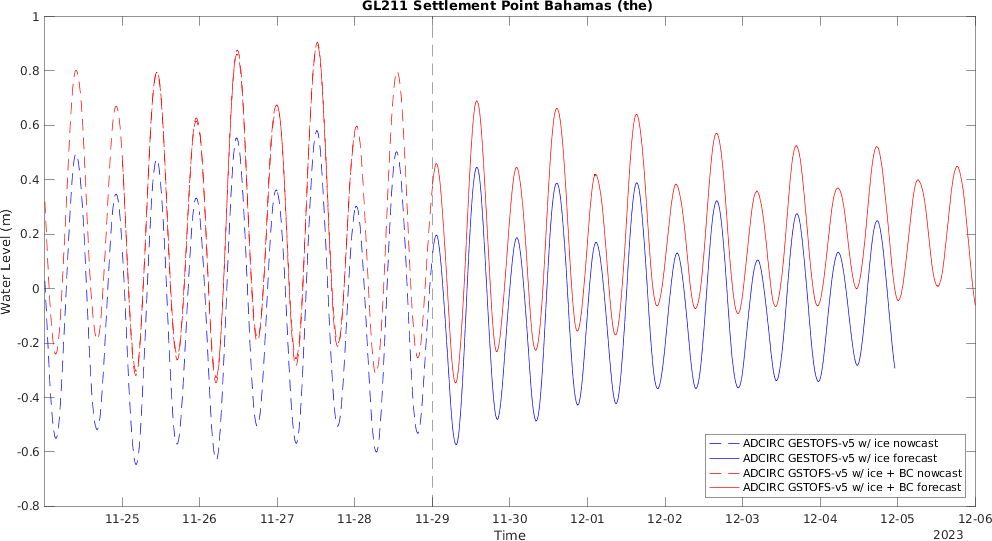 GL211 Settlement Point Bahamas (the)
Water Level (m)
1
0.8
0.6
0.4
0.2
0
-0.2
-0.4
-0.6
-0.8
ADCIRC GESTOFS-v5 w/ ice nowcast
ADCIRC GESTOFS-v5 w/ ice forecast
ADCIRC GSTOFS-v5 w/ ice + BC nowcast
ADCIRC GSTOFS-v5 w/ ice + BC forecast
11-25 11-26 11-27 11-28 11-29 11-30 12-01 12-02 12-03 12-04 12-05 12-06
Time
2023